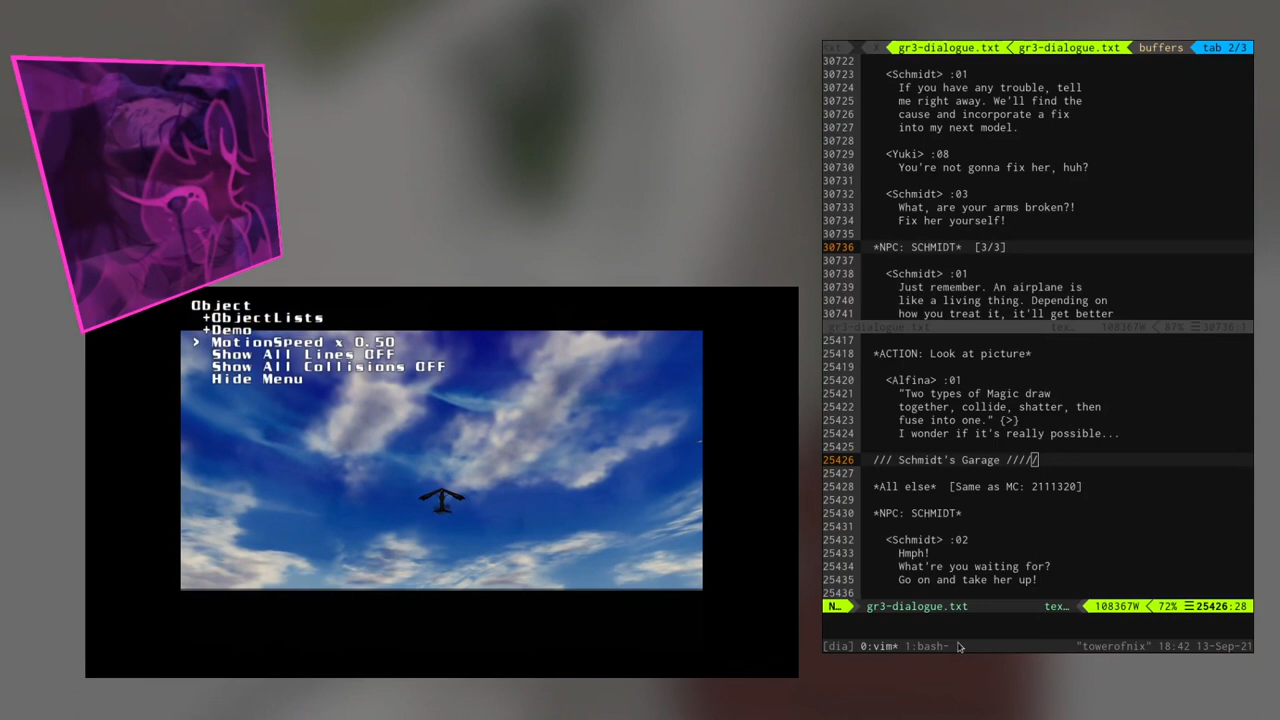 Object
+ObjectLists
+Demo
> MotionSpeed x 0.50
Show All Lines OFF
Show All Collisions OFF
Hide Menu
<xt X gr3-dialogue.txt gr3-dialogue.txt buffers tab 2/3
30722
30723 <Schmidt> :01
30724 If you have any trouble, tell
30725 me right away. We'll find the
30726 cause and incorporate a fix
30727 into my next model.
30728
30729 <Yuki> :08
30730 You're not gonna fix her, huh?
30731
30732 <Schmidt> :03
30733 What, are your arms broken?!
30734 Fix her yourself!
30735
30736 *NPC: SCHMIDT* [3/3]
30737
30738 <Schmidt> :01
30739 Just remember. An airplane is
30740 like a living thing. Depending on
30741 how you treat it, it'll get better
gr3-dialogue.txt tex… 108367W < 87% ☰30736:1
25417
25418 *ACTION: Look at picture*
25419
25420 <Alfina> :01
25421 "Two types of Magic draw
25422 together, collide, shatter, then
25423 fuse into one." {>}
25424 I wonder if it's really possible...
25425
25426 /// Schmidt's Garage /////
25427
25428 *All else* [Same as MC: 2111320]
25429
25430 *NPC: SCHMIDT*
25431
25432 <Schmidt> :02
25433 Hmph!
25434 What're you waiting for?
25435 Go on and take her up!
25436
N… gr3-dialogue.txt tex… 108367W < 72% ☰25426:28
[dia] 0:vim* 1:bash- "towerofnix" 18:42 13-Sep-21